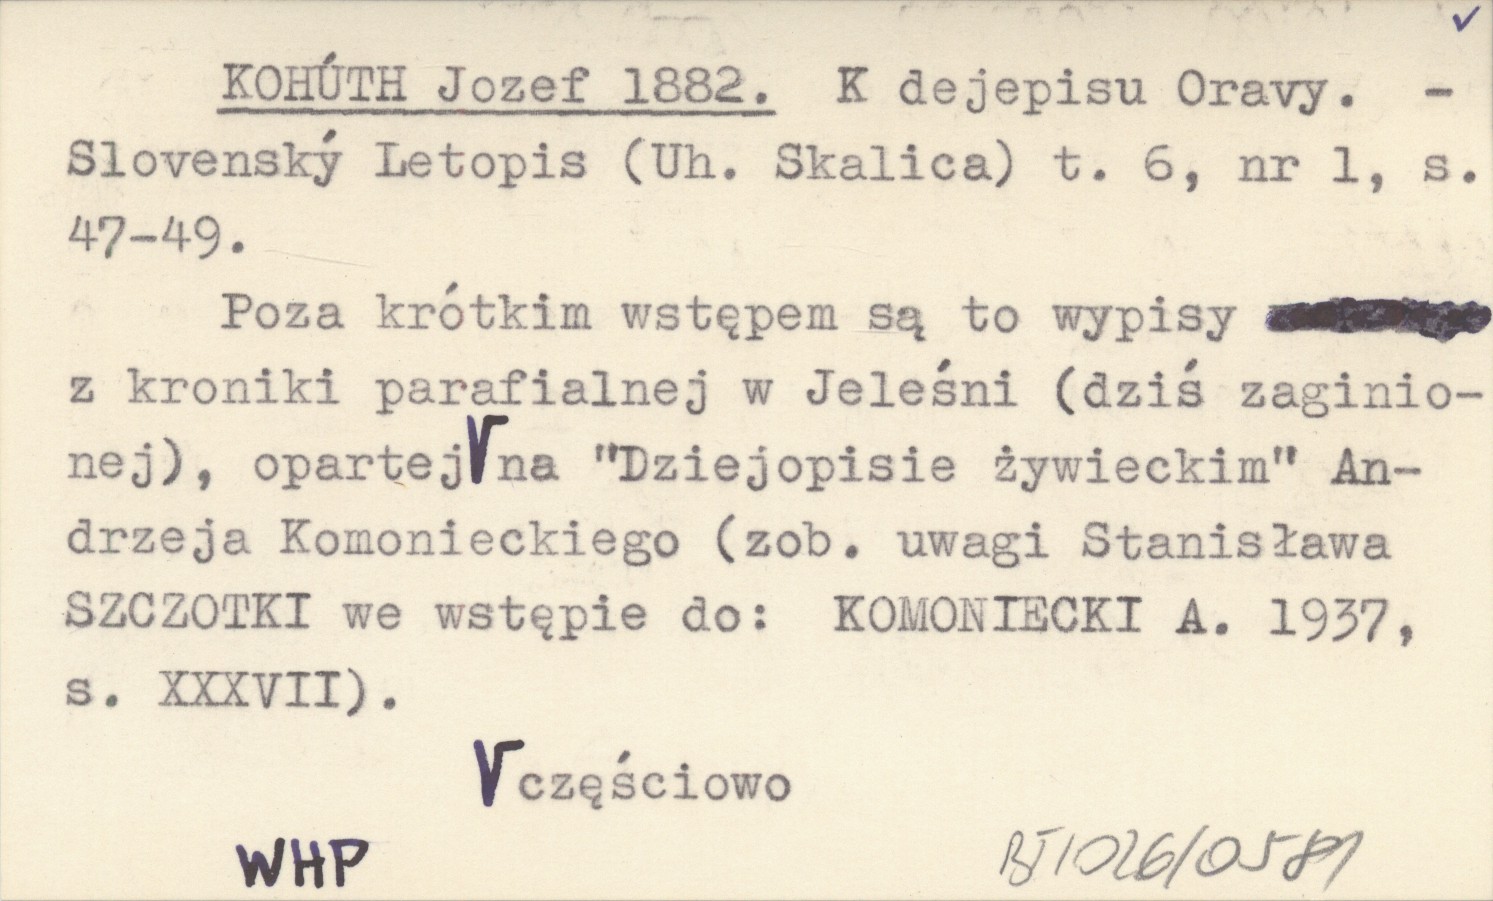 KOHÚTH Jozef 1882. K dejepisu Oravy. -
Slovenský Letopis (Uh. Skalica) t. 6, nr 1, s.
47-49.
Poza krótkim wstępem są to wypisy
z kroniki parafialnej w Jeleśni (dziś zaginio-
nej), opartej na "Dziejopisie żywieckim" An-
drzeja Komonieckiego (zob. uwagi Stanisława
SZCZOTKI we wstępie do: KOMONIECKI A. 1937,
s. XXXVII).
częściowo
WHP